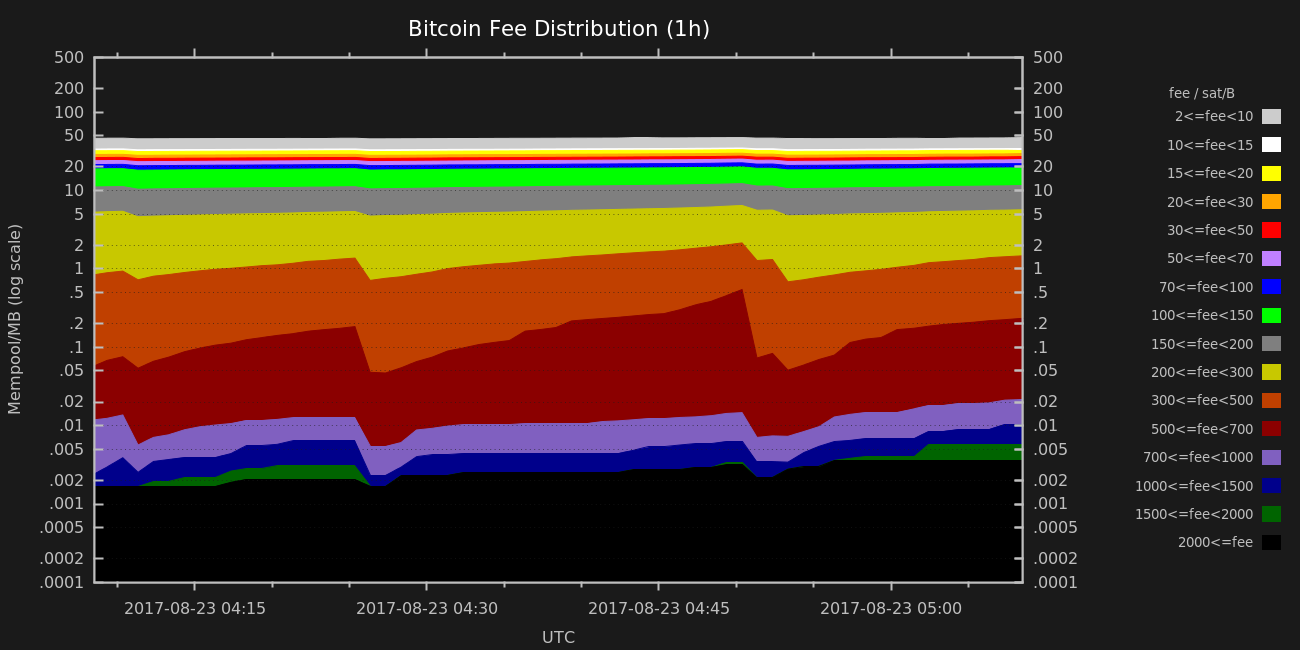 Bitcoin Fee Distribution (1h)
Mempool/MB (log scale)
500
200
100
50
20
10
5
2
1
.5
.2
.1
.05
.02
.01
.005
.002
.001
.0005
.0002
.0001
500
200
100
50
20
10
5
2
1
.5
.2
.1
.05
.02
.01
.005
.002
.001
.0005
.0002
.0001
2017-08-23 04:15 2017-08-23 04:30 2017-08-23 04:45 2017-08-23 05:00
UTC
fee / sat/B
2<=fee<10
10<=fee<15
15<=fee<20
20<=fee<30
30<=fee<50
50<=fee<70
70<=fee<100
100<=fee<150
150<=fee<200
200<=fee<300
300<=fee<500
500<=fee<700
700<=fee<1000
1000<=fee<1500
1500<=fee<2000
2000<=fee